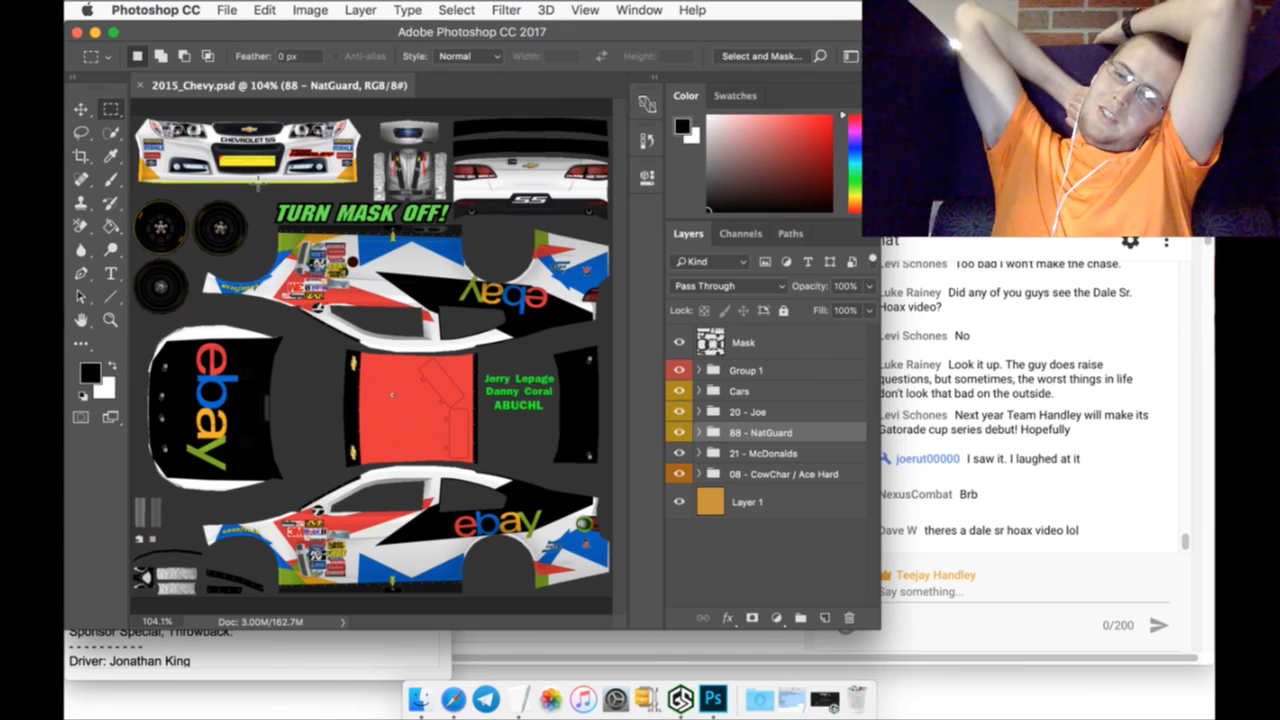 Photoshop CC File Edit Image Layer Type Select Filter 3D View Window Help
Adobe Photoshop CC 2017
Feather: 0 px Anti-alias Style: Normal Width: Height: Select and Mask...
2015_Chevy.psd @ 104% (88 - NatGuard, RGB/8#)
Color Swatches
CHEVROLET SS
SS
TURN MASK OFF!
ebay
ebay
Jerry Lepage
Danny Coral
ABUCHL
ebay
104.1% Doc: 3.00M/162.7M
Layers Channels Paths
Kind
Pass Through Opacity: 100%
Lock: Fill: 100%
Mask
Group 1
Cars
20 - Joe
88 - NatGuard
21 - McDonalds
08 - CowChar / Ace Hard
Layer 1
fx
Levi Schones Too bad I won't make the chase.
Luke Rainey Did any of you guys see the Dale Sr.
Hoax video?
Levi Schones No
Luke Rainey Look it up. The guy does raise
questions, but sometimes, the worst things in life
don't look that bad on the outside.
Levi Schones Next year Team Handley will make its
Gatorade cup series debut! Hopefully
joerut00000 I saw it. I laughed at it
NexusCombat Brb
Dave W theres a dale sr hoax video lol
Teejay Handley
Say something...
0/200
Sponsor Special, Throwback.
----------
Driver: Jonathan King
Ps